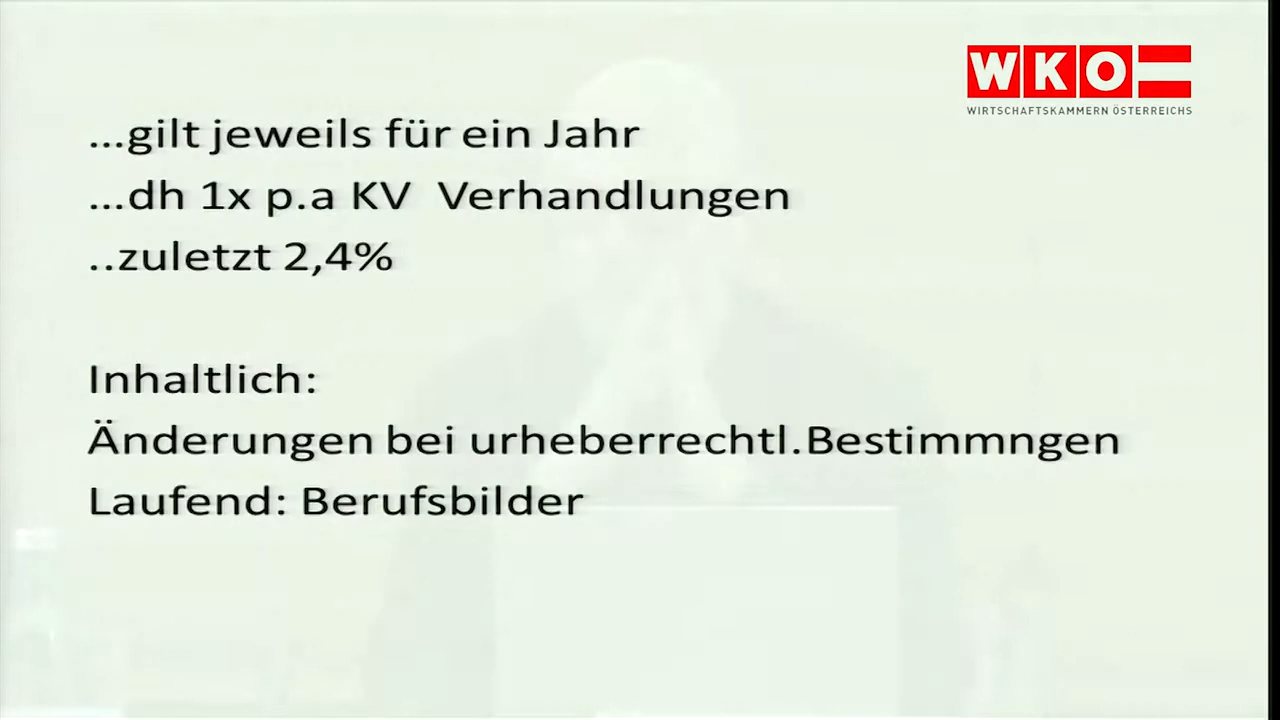 WKO
WIRTSCHAFTSKAMMERN ÖSTERREICHS
...gilt jeweils für ein Jahr
...dh 1x p.a KV Verhandlungen
..zuletzt 2,4%
Inhaltlich:
Änderungen bei urheberrechtl.Bestimmngen
Laufend: Berufsbilder